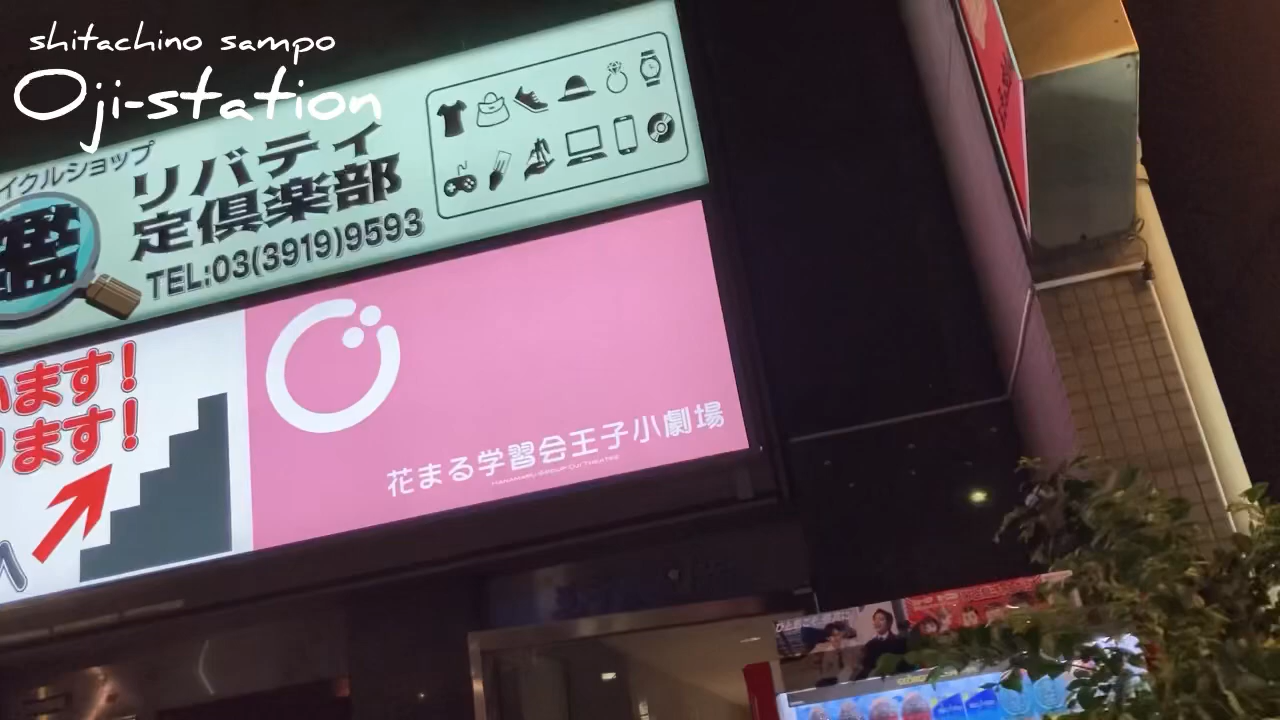 shitachino sampo
Oji-station
イクルショップ
リバティ
鑑定倶楽部
TEL:03(3919)9593
います!
ります!
へ
花まる学習会王子小劇場